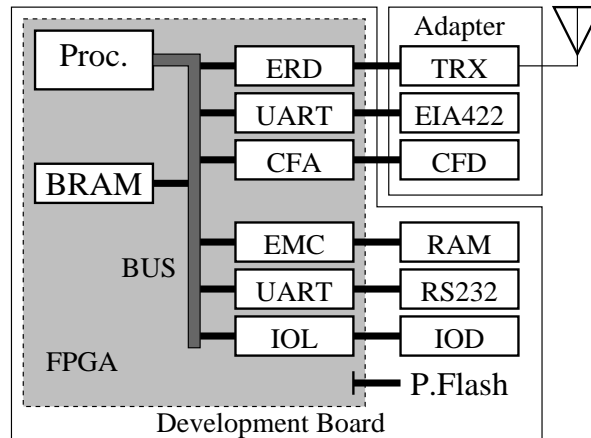 Adapter
Proc.
ERD
TRX
UART
EIA422
CFA
CFD
BRAM
EMC
RAM
BUS
UART
RS232
IOL
IOD
FPGA
P.Flash
Development Board